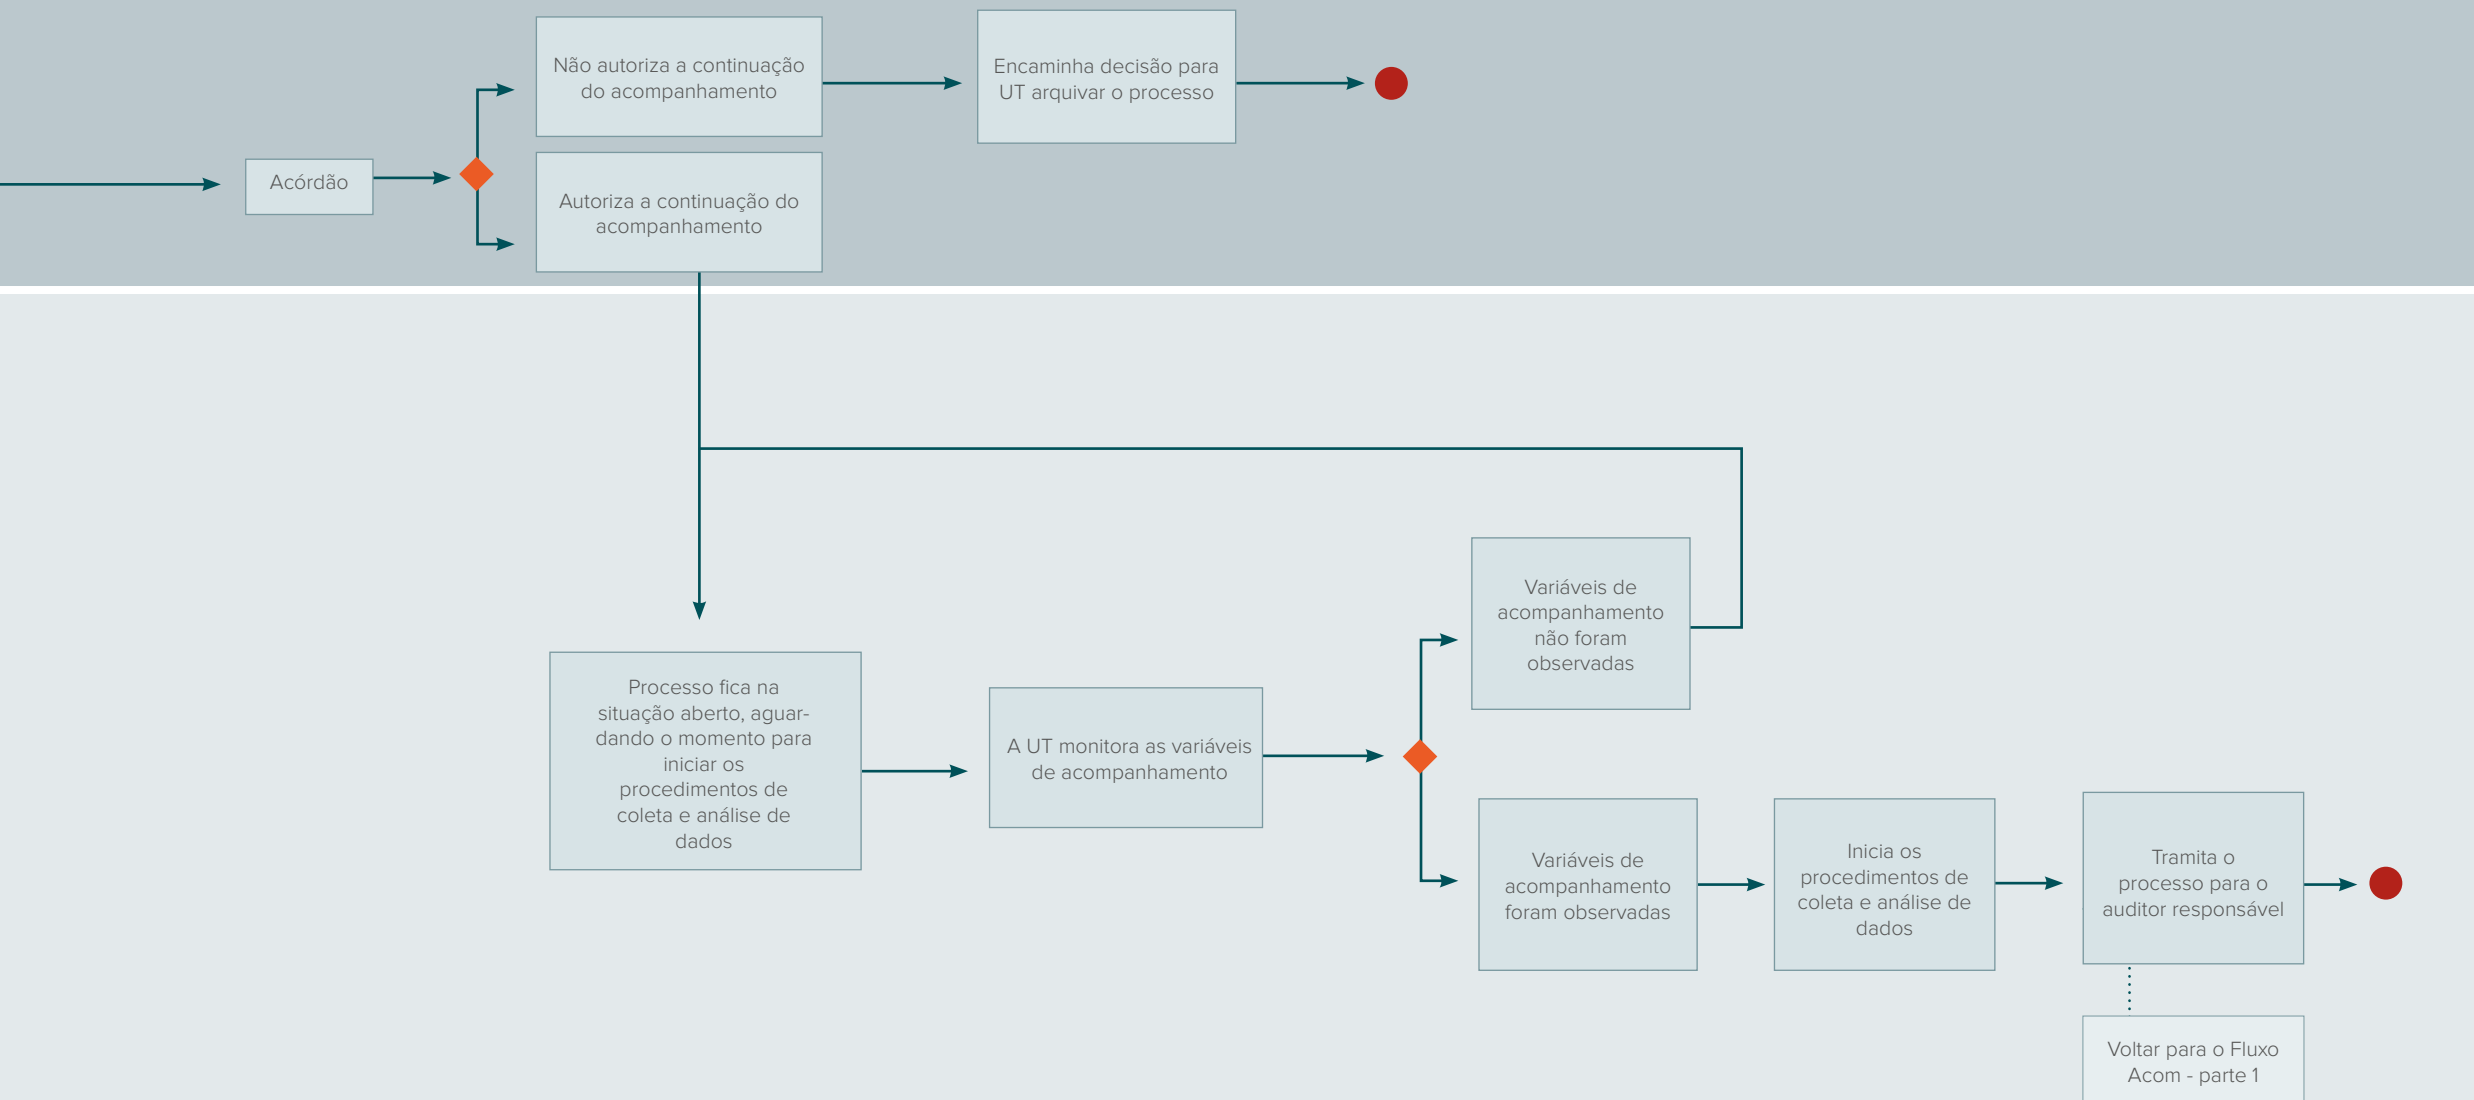 Não autoriza a continuação
do acompanhamento
Encaminha decisão para
UT arquivar o processo
Acórdão
Autoriza a continuação do
acompanhamento
Variáveis de
acompanhamento
não foram
observadas
Processo fica na
situação aberto, aguar-
dando o momento para
iniciar os
procedimentos de
coleta e análise de
dados
A UT monitora as variáveis
de acompanhamento
Variáveis de
acompanhamento
foram observadas
Inicia os
procedimentos de
coleta e análise de
dados
Tramita o
processo para o
auditor responsável
Voltar para o Fluxo
Acom - parte 1